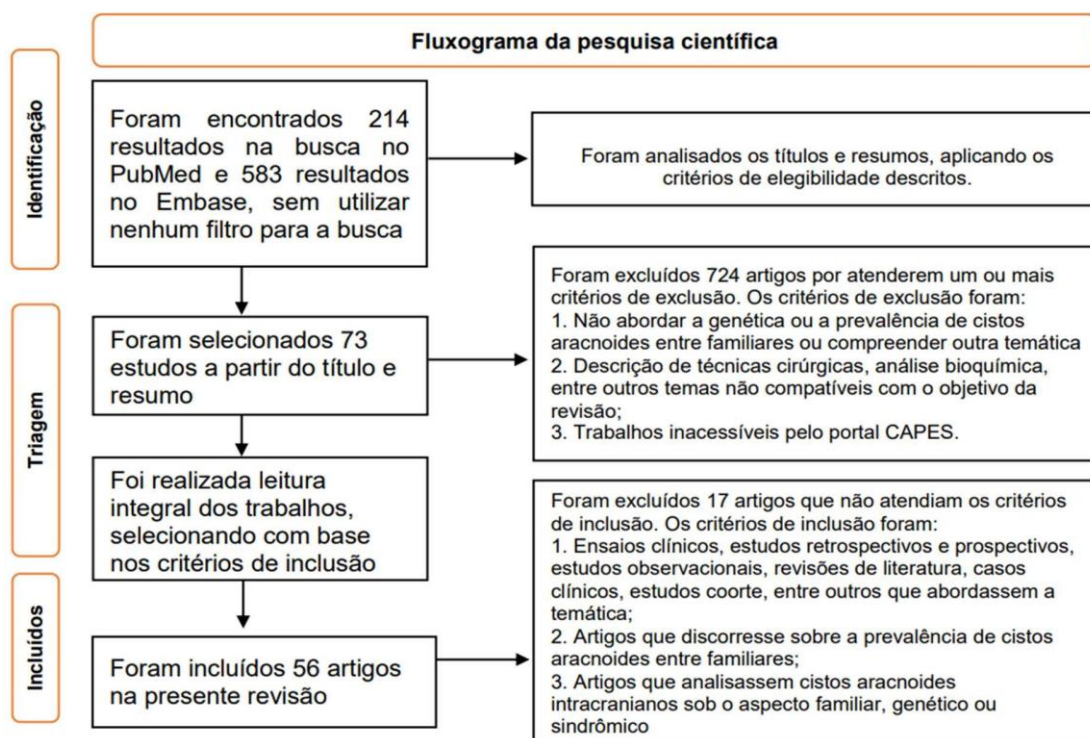 Fluxograma da pesquisa científica
Identificação
Foram encontrados 214
resultados na busca no
PubMed e 583 resultados
no Embase, sem utilizar
nenhum filtro para a busca
Foram analisados os títulos e resumos, aplicando os
critérios de elegibilidade descritos.
Triagem
Foram selecionados 73
estudos a partir do título e
resumo
Foram excluídos 724 artigos por atenderem um ou mais
critérios de exclusão. Os critérios de exclusão foram:
1. Não abordar a genética ou a prevalência de cistos
aracnoides entre familiares ou compreender outra temática
2. Descrição de técnicas cirúrgicas, análise bioquímica,
entre outros temas não compatíveis com o objetivo da
revisão;
3. Trabalhos inacessíveis pelo portal CAPES.
Foi realizada leitura
integral dos trabalhos,
selecionando com base
nos critérios de inclusão
Foram excluídos 17 artigos que não atendiam os critérios
de inclusão. Os critérios de inclusão foram:
1. Ensaios clínicos, estudos retrospectivos e prospectivos,
estudos observacionais, revisões de literatura, casos
clínicos, estudos coorte, entre outros que abordassem a
temática;
2. Artigos que discorresse sobre a prevalência de cistos
aracnoides entre familiares;
3. Artigos que analisassem cistos aracnoides
intracranianos sob o aspecto familiar, genético ou
sindrômico
Incluídos
Foram incluídos 56 artigos
na presente revisão